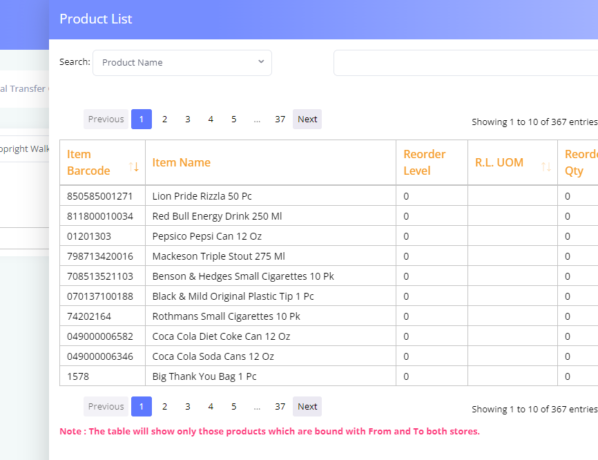 Product List
Search: Product Name
al Transfer
Previous 1 2 3 4 5 ... 37 Next
Showing 1 to 10 of 367 entries
Item Barcode Item Name Reorder Level R.L. UOM Reorde Qty
850585001271 Lion Pride Rizzla 50 Pc 0 0
811800010034 Red Bull Energy Drink 250 Ml 0 0
01201303 Pepsico Pepsi Can 12 Oz 0 0
798713420016 Mackeson Triple Stout 275 Ml 0 0
708513521103 Benson & Hedges Small Cigarettes 10 Pk 0 0
070137100188 Black & Mild Original Plastic Tip 1 Pc 0 0
74202164 Rothmans Small Cigarettes 10 Pk 0 0
049000006582 Coca Cola Diet Coke Can 12 Oz 0 0
049000006346 Coca Cola Soda Cans 12 Oz 0 0
1578 Big Thank You Bag 1 Pc 0 0
Previous 1 2 3 4 5 ... 37 Next
Showing 1 to 10 of 367 entries
Note : The table will show only those products which are bound with From and To both stores.